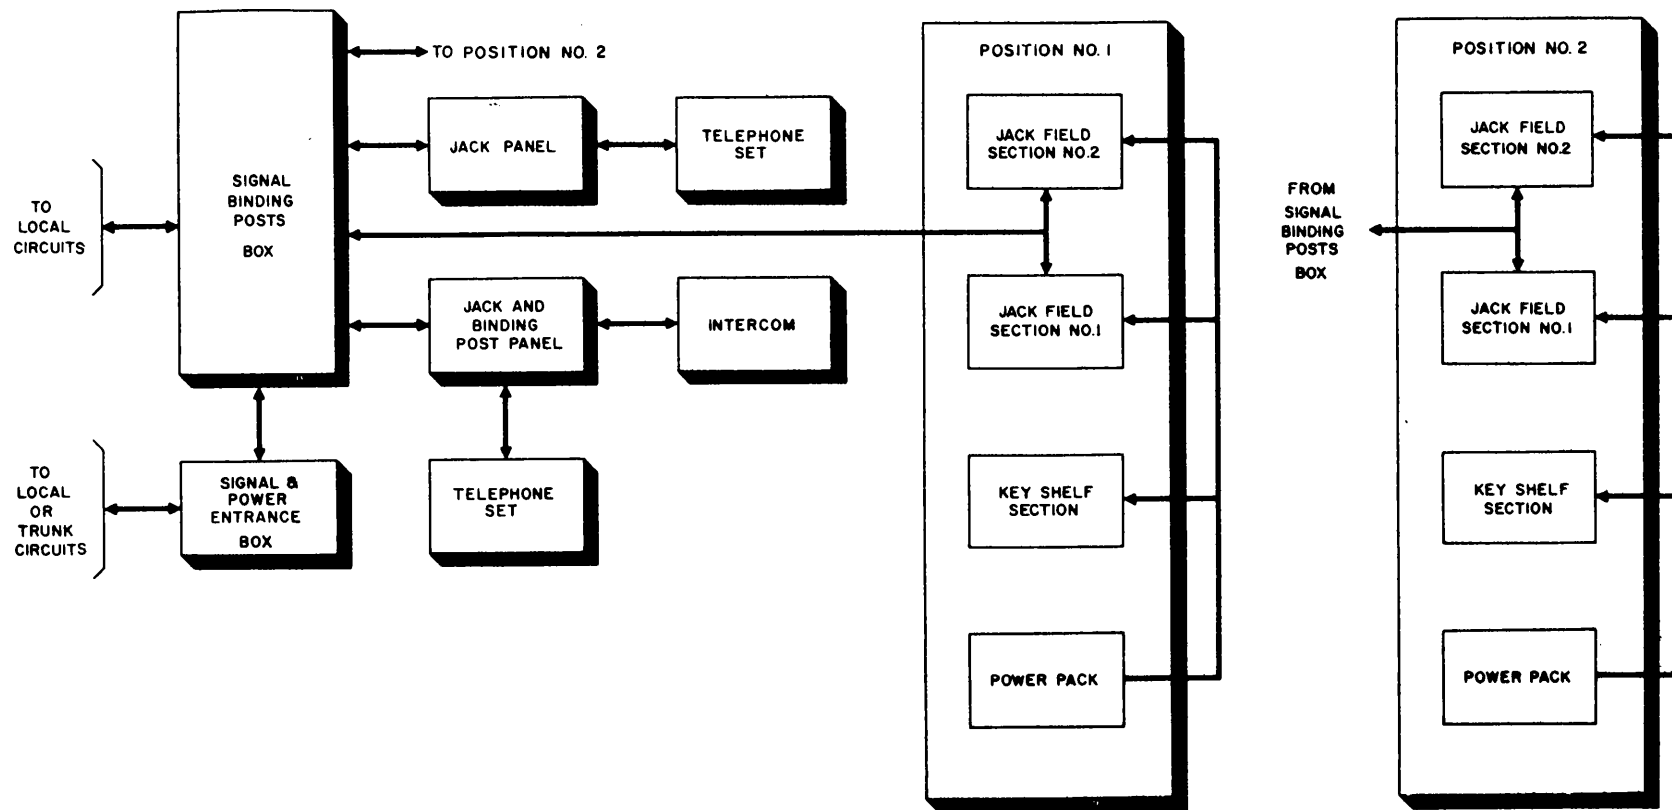 TO POSITION NO. 2
JACK PANEL
TELEPHONE
SET
SIGNAL
BINDING
POSTS
BOX
TO
LOCAL
CIRCUITS
JACK AND
BINDING
POST PANEL
INTERCOM
TO
LOCAL
OR
TRUNK
CIRCUITS
SIGNAL &
POWER
ENTRANCE
BOX
TELEPHONE
SET
POSITION NO. 1
JACK FIELD
SECTION NO.2
JACK FIELD
SECTION NO.1
KEY SHELF
SECTION
POWER PACK
FROM
SIGNAL
BINDING
POSTS
BOX
POSITION NO. 2
JACK FIELD
SECTION NO.2
JACK FIELD
SECTION NO.1
KEY SHELF
SECTION
POWER PACK